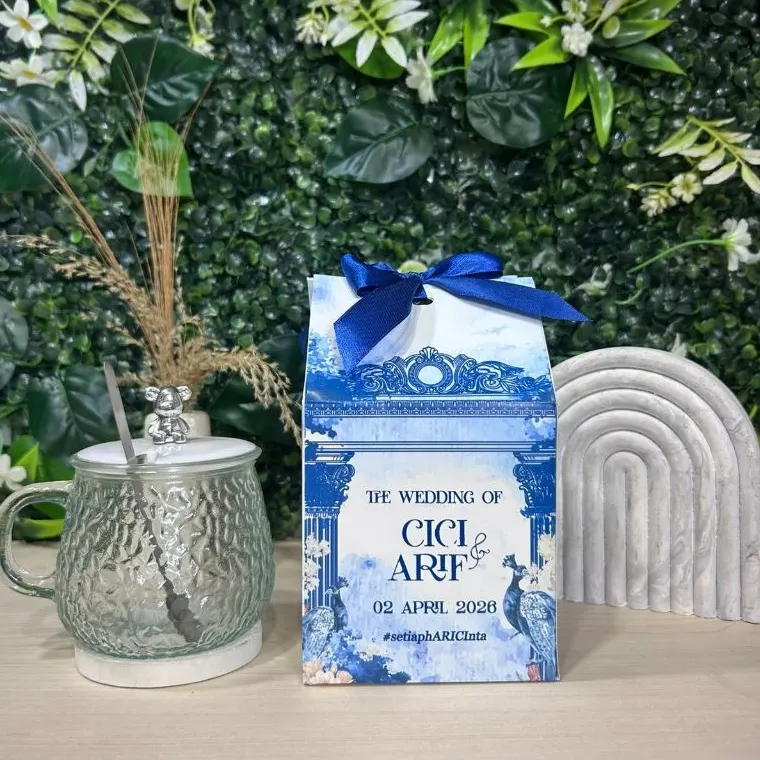 THE WEDDING OF
CICI
&
ARIF
02 APRIL 2026
#setiaphARICInta